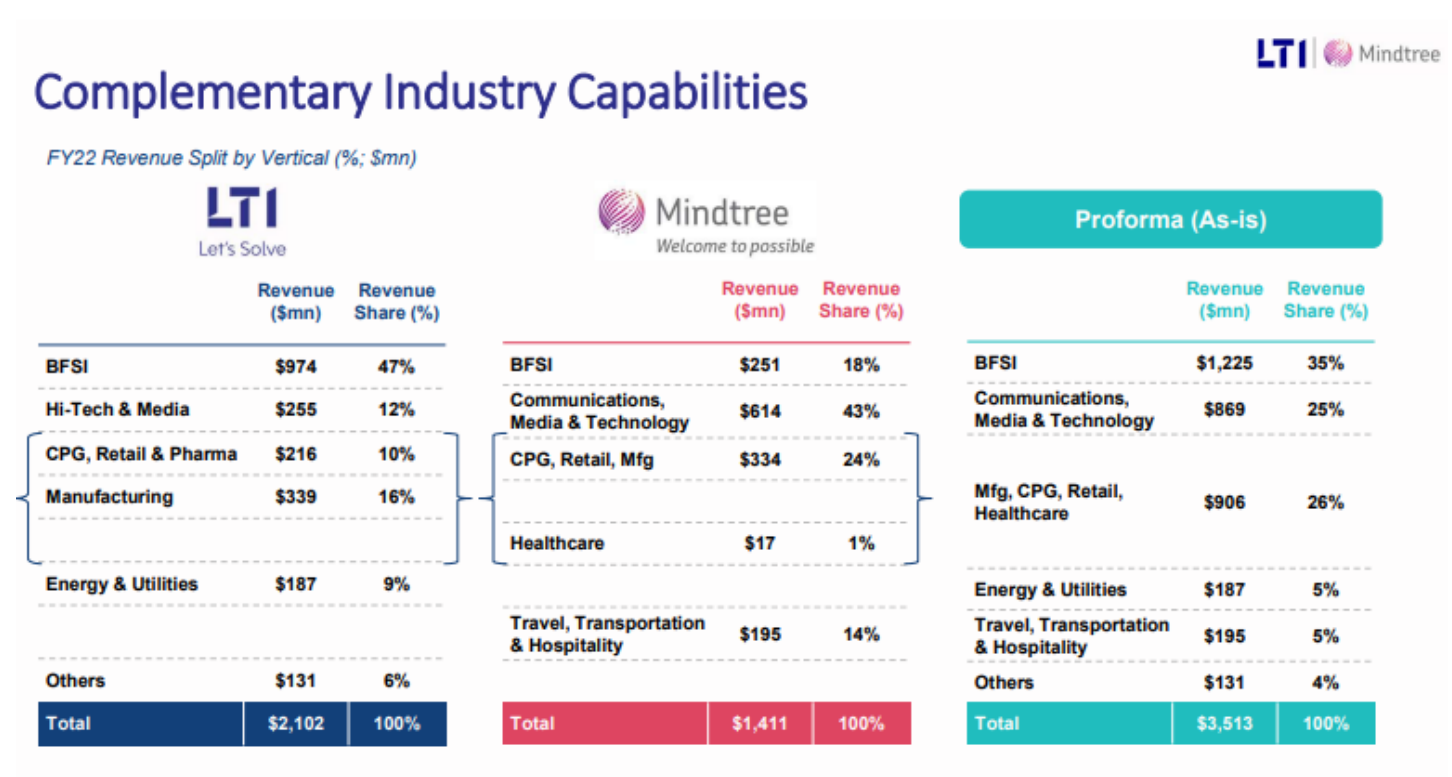 LTI Mindtree
Complementary Industry Capabilities
FY22 Revenue Split by Vertical (%; $mn)
LTI
Let's Solve
Revenue Revenue
($mn) Share (%)
BFSI $974 47%
Hi-Tech & Media $255 12%
CPG, Retail & Pharma $216 10%
Manufacturing $339 16%
Energy & Utilities $187 9%
Others $131 6%
Total $2,102 100%
Mindtree
Welcome to possible
Revenue Revenue
($mn) Share (%)
BFSI $251 18%
Communications,
Media & Technology $614 43%
CPG, Retail, Mfg $334 24%
Healthcare $17 1%
Travel, Transportation
& Hospitality $195 14%
Total $1,411 100%
Proforma (As-is)
Revenue Revenue
($mn) Share (%)
BFSI $1,225 35%
Communications,
Media & Technology $869 25%
Mfg, CPG, Retail,
Healthcare $906 26%
Energy & Utilities $187 5%
Travel, Transportation
& Hospitality $195 5%
Others $131 4%
Total $3,513 100%